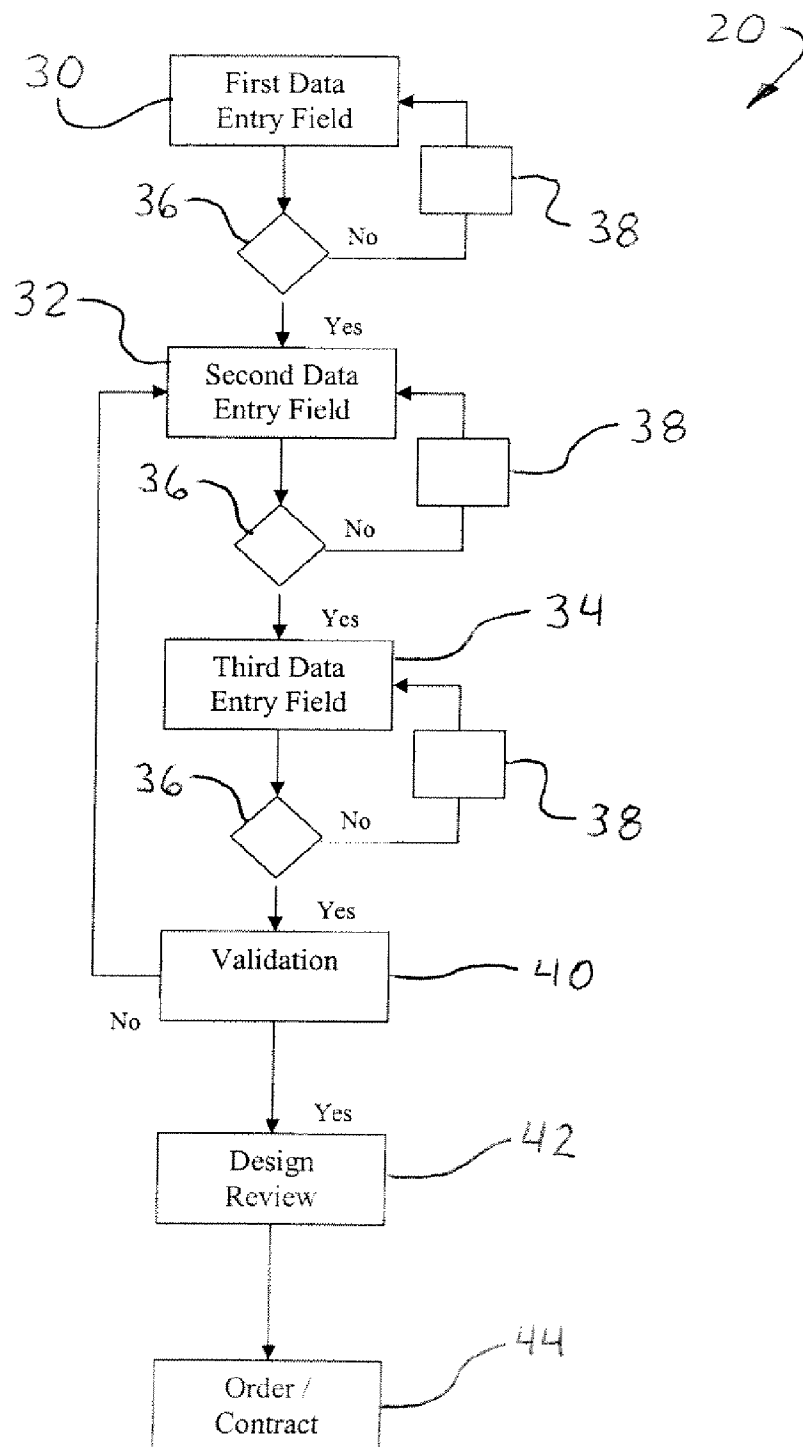 20
30
First Data
Entry Field
36
No
38
32
Yes
Second Data
Entry Field
38
36
No
34
Yes
Third Data
Entry Field
36
No
38
Yes
Validation
40
No
Yes
Design
Review
42
44
Order /
Contract